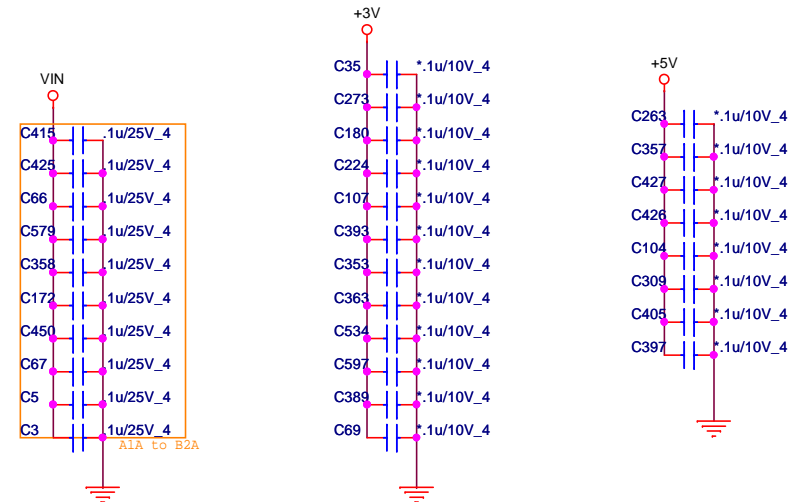 VIN
C415 .1u/25V_4
C425 .1u/25V_4
C66 .1u/25V_4
C579 .1u/25V_4
C358 .1u/25V_4
C172 .1u/25V_4
C450 .1u/25V_4
C67 .1u/25V_4
C5 .1u/25V_4
C3 .1u/25V_4
A1A to B2A
+3V
C35 *.1u/10V_4
C273 *.1u/10V_4
C180 *.1u/10V_4
C224 *.1u/10V_4
C107 *.1u/10V_4
C393 *.1u/10V_4
C353 *.1u/10V_4
C363 *.1u/10V_4
C534 *.1u/10V_4
C597 *.1u/10V_4
C389 *.1u/10V_4
C69 *.1u/10V_4
+5V
C263 *.1u/10V_4
C357 *.1u/10V_4
C427 *.1u/10V_4
C426 *.1u/10V_4
C104 *.1u/10V_4
C309 *.1u/10V_4
C405 *.1u/10V_4
C397 *.1u/10V_4